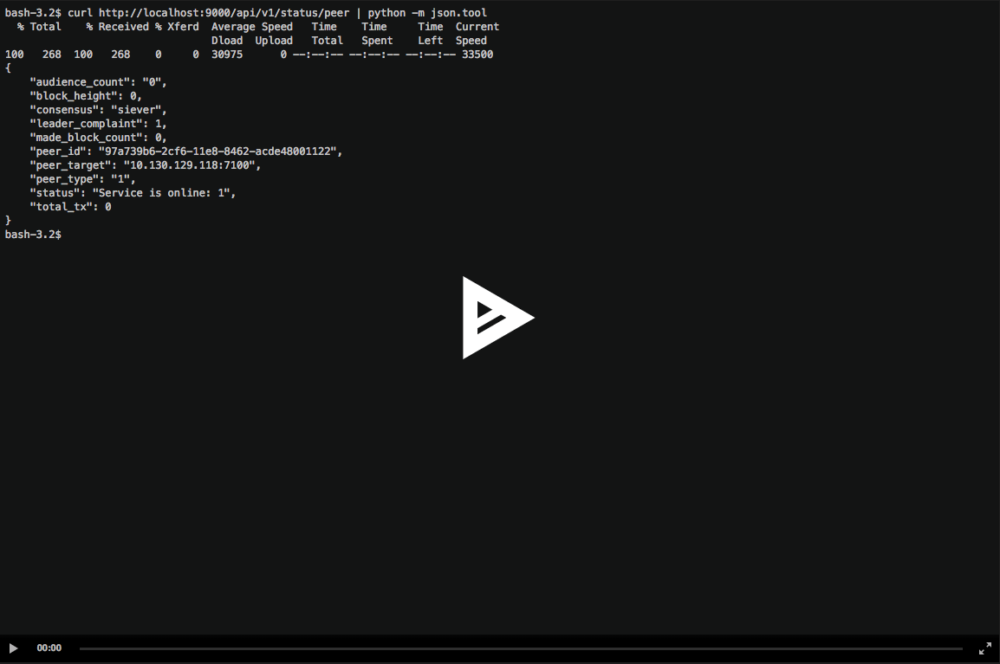 bash-3.2$ curl http://localhost:9000/api/v1/status/peer | python -m json.tool
  % Total    % Received % Xferd  Average Speed   Time    Time     Time  Current
                                 Dload  Upload   Total   Spent    Left  Speed
100   268  100   268    0     0  30975      0 --:--:-- --:--:-- --:--:-- 33500
{
    "audience_count": "0",
    "block_height": 0,
    "consensus": "siever",
    "leader_complaint": 1,
    "made_block_count": 0,
    "peer_id": "97a739b6-2cf6-11e8-8462-acde48001122",
    "peer_target": "10.130.129.118:7100",
    "peer_type": "1",
    "status": "Service is online: 1",
    "total_tx": 0
}
bash-3.2$
00:00